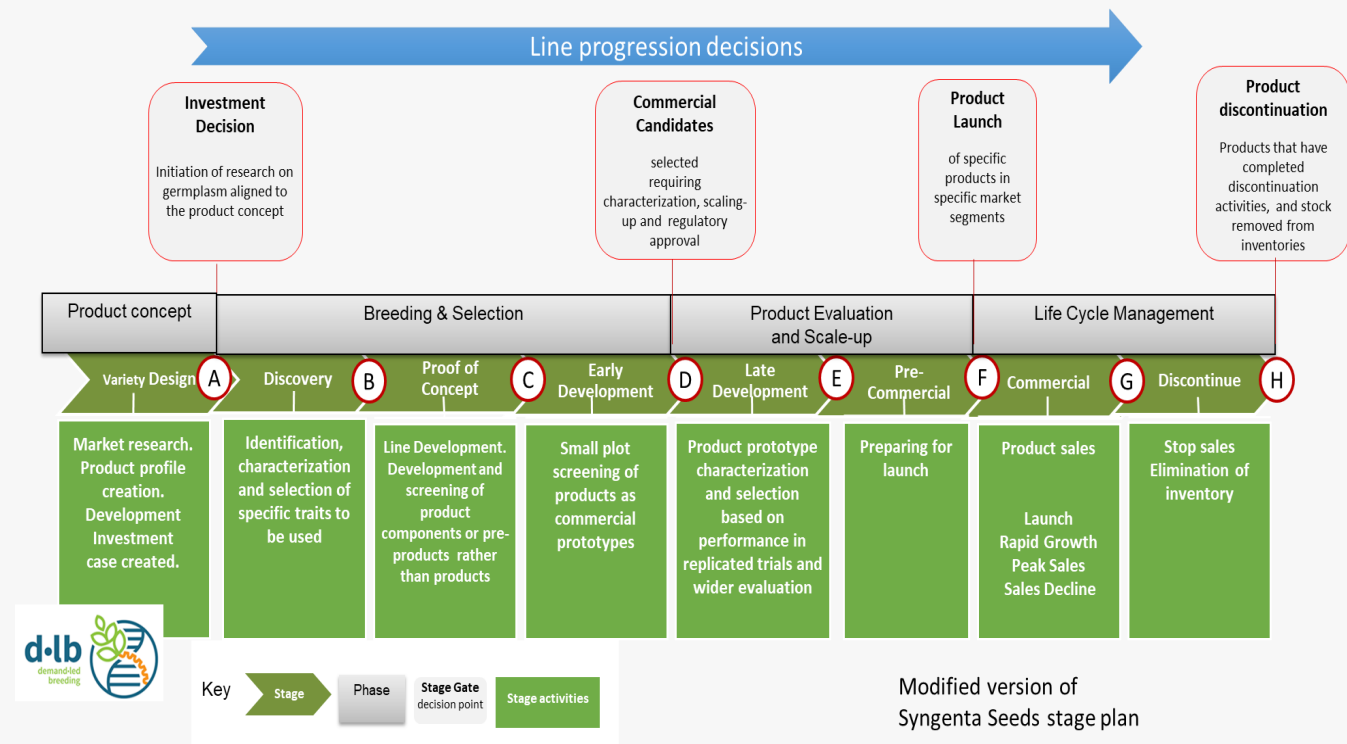 Line progression decisions
Investment
Decision
Initiation of research on
germplasm aligned to
the product concept
Commercial
Candidates
selected
requiring
characterization, scaling-
up and regulatory
approval
Product
Launch
of specific
products in
specific market
segments
Product
discontinuation
Products that have
completed
discontinuation
activities, and stock
removed from
inventories
Product concept
Breeding & Selection
Product Evaluation
and Scale-up
Life Cycle Management
Variety Design
A
Discovery
B
Proof of
Concept
C
Early
Development
D
Late
Development
E
Pre-
Commercial
F
Commercial
G
Discontinue
H
Market research.
Product profile
creation.
Development
Investment
case created.
Identification,
characterization
and selection of
specific traits to
be used
Line Development.
Development and
screening of
product
components or pre-
products rather
than products
Small plot
screening of
products as
commercial
prototypes
Product prototype
characterization
and selection
based on
performance in
replicated trials and
wider evaluation
Preparing for
launch
Product sales
Launch
Rapid Growth
Peak Sales
Sales Decline
Stop sales
Elimination of
inventory
d·lb
demand-led
breeding
Key
Stage
Phase
Stage Gate
decision point
Stage activities
Modified version of
Syngenta Seeds stage plan